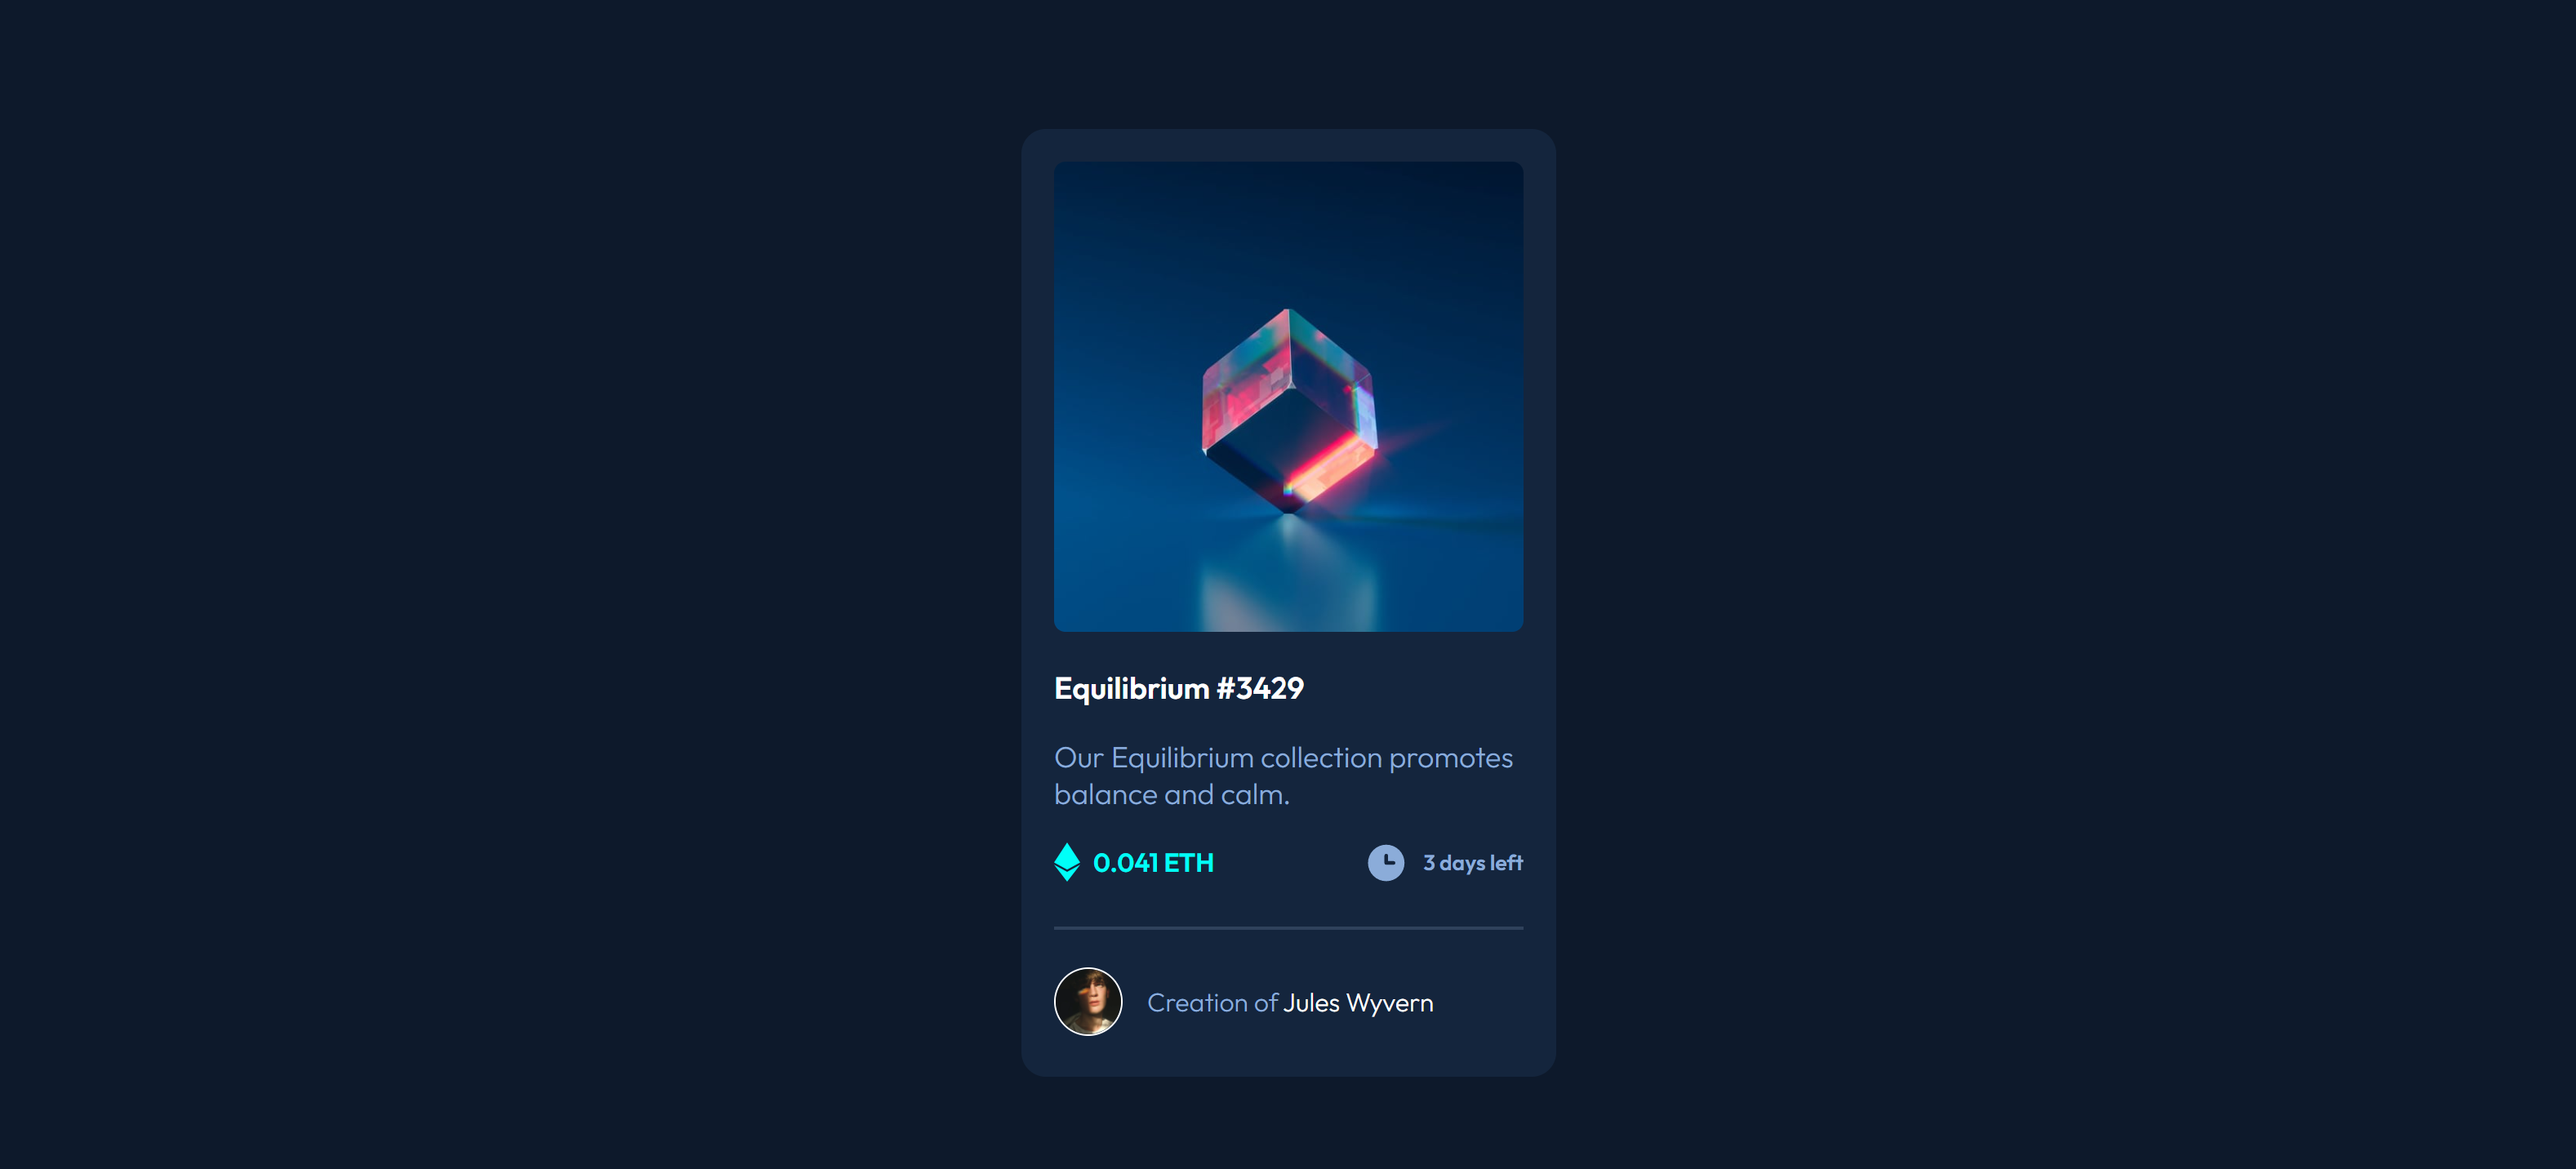 Equilibrium #3429
Our Equilibrium collection promotes
balance and calm.
0.041 ETH
3 days left
Creation of Jules Wyvern